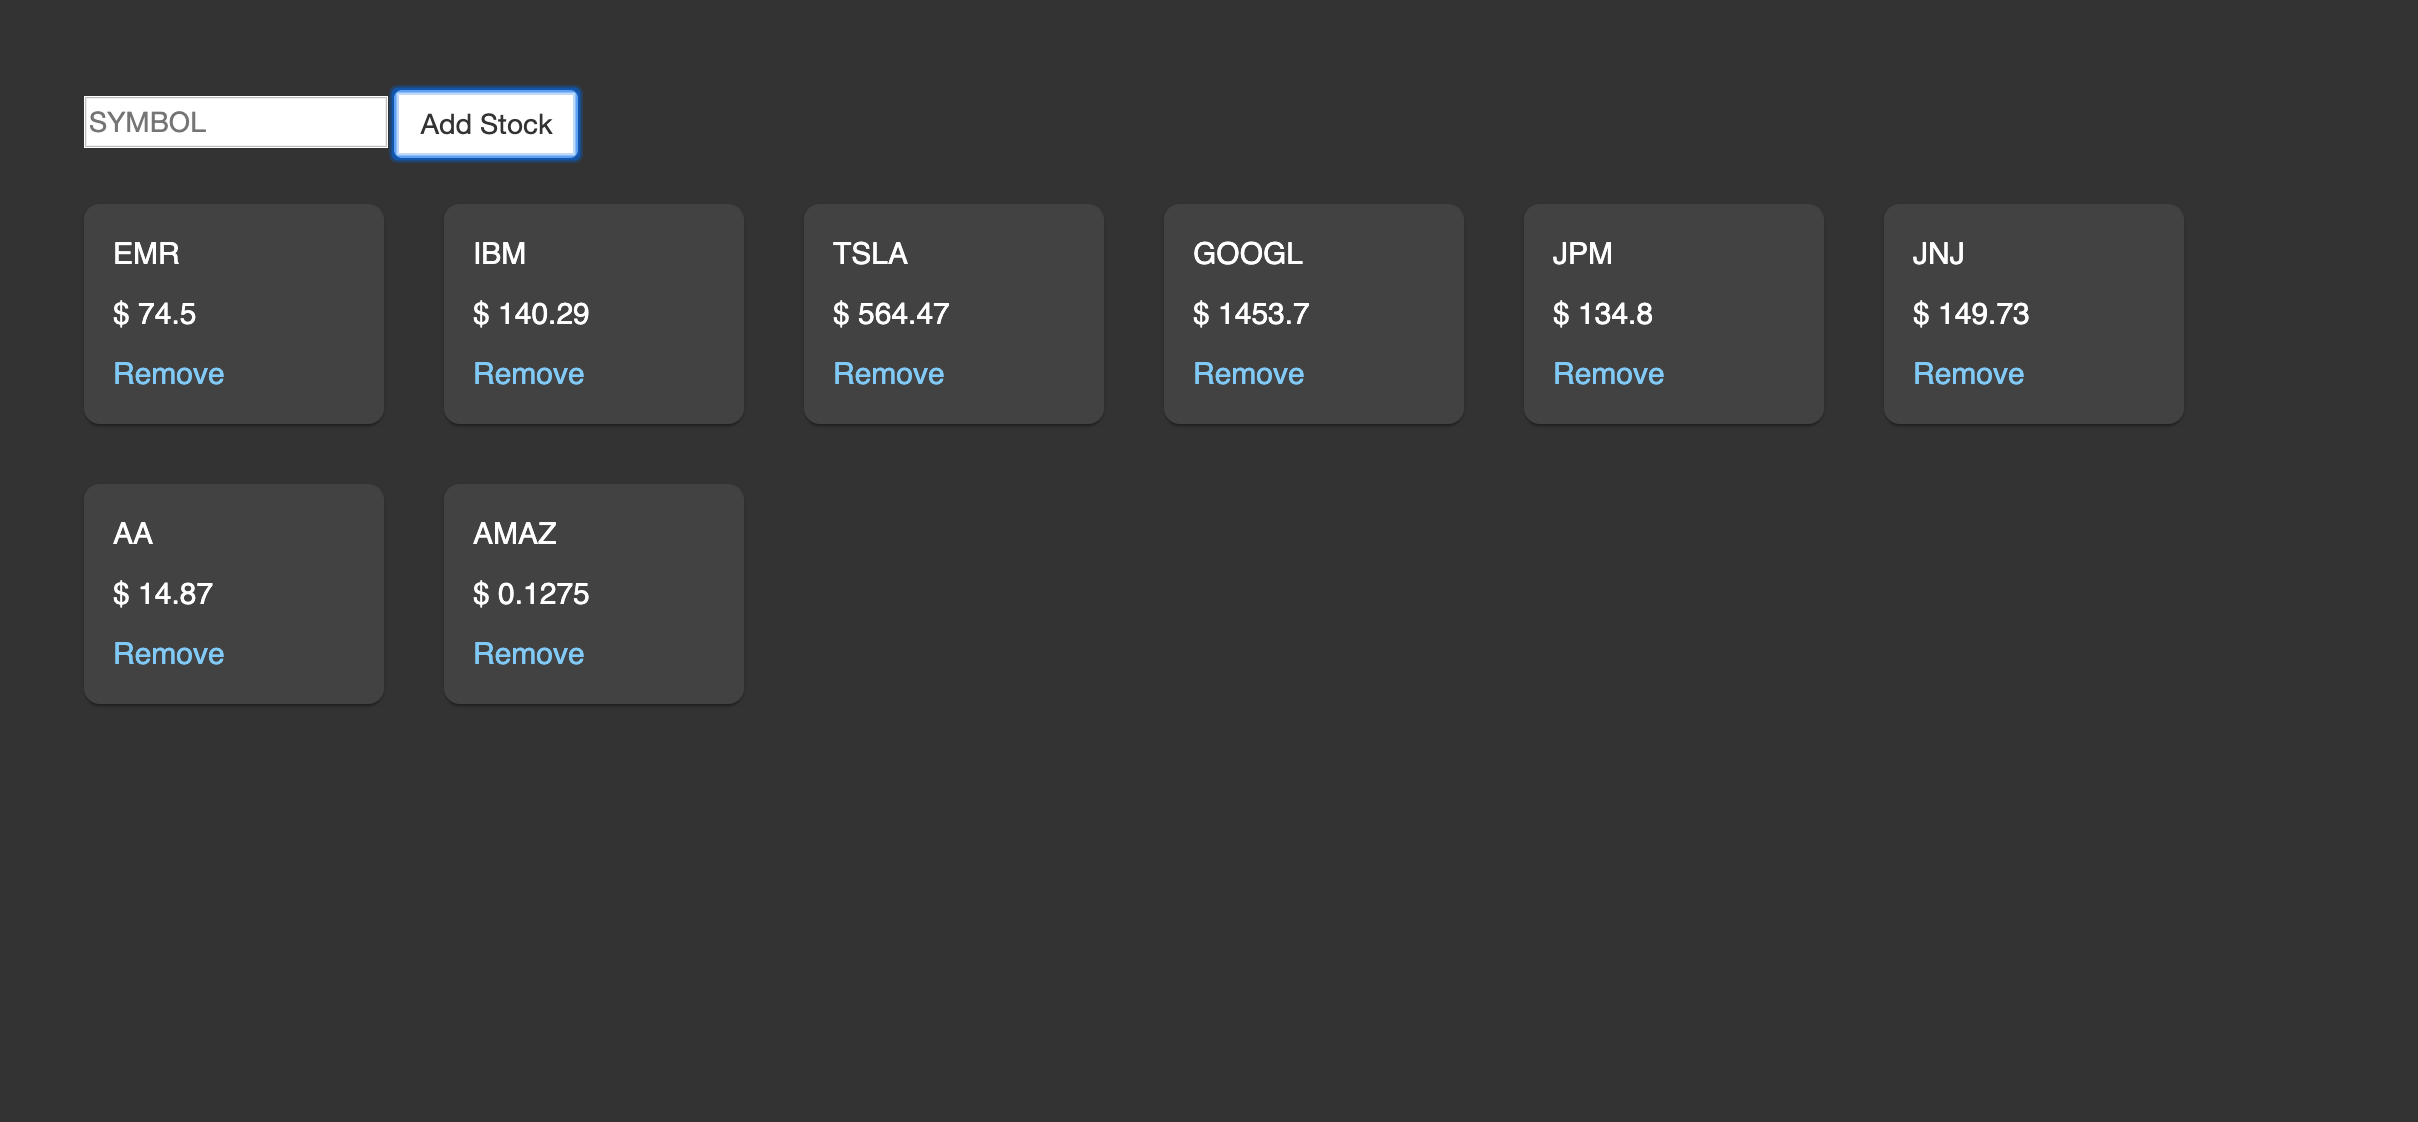 SYMBOL
Add Stock
EMR
$ 74.5
Remove
IBM
$ 140.29
Remove
TSLA
$ 564.47
Remove
GOOGL
$ 1453.7
Remove
JPM
$ 134.8
Remove
JNJ
$ 149.73
Remove
AA
$ 14.87
Remove
AMAZ
$ 0.1275
Remove